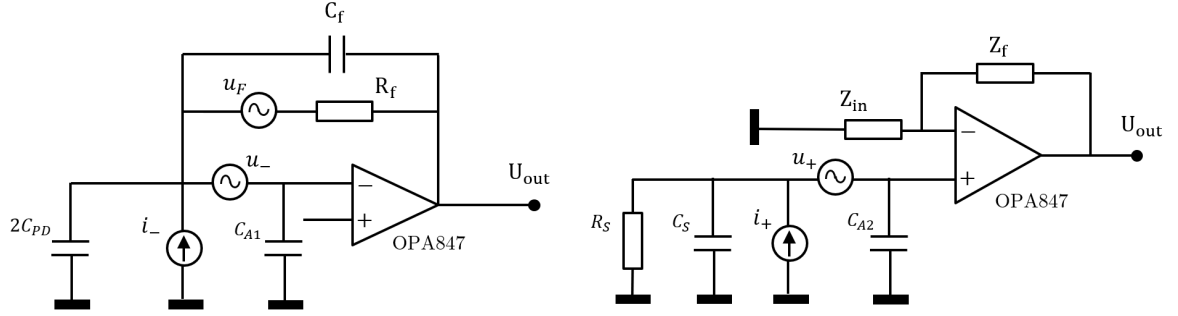 C_f
u_F
R_f
u_−
−
U_out
2C_PD
i_−
C_A1
+
OPA847
Z_f
Z_in
−
U_out
u_+
+
OPA847
R_S
C_S
i_+
C_A2